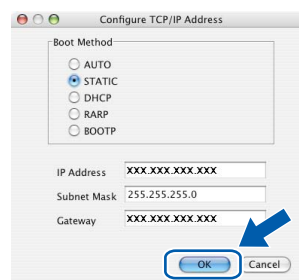 Configure TCP/IP Address
Boot Method
AUTO
STATIC
DHCP
RARP
BOOTP
IP Address XXX.XXX.XXX.XXX
Subnet Mask 255.255.255.0
Gateway XXX.XXX.XXX.XXX
OK Cancel